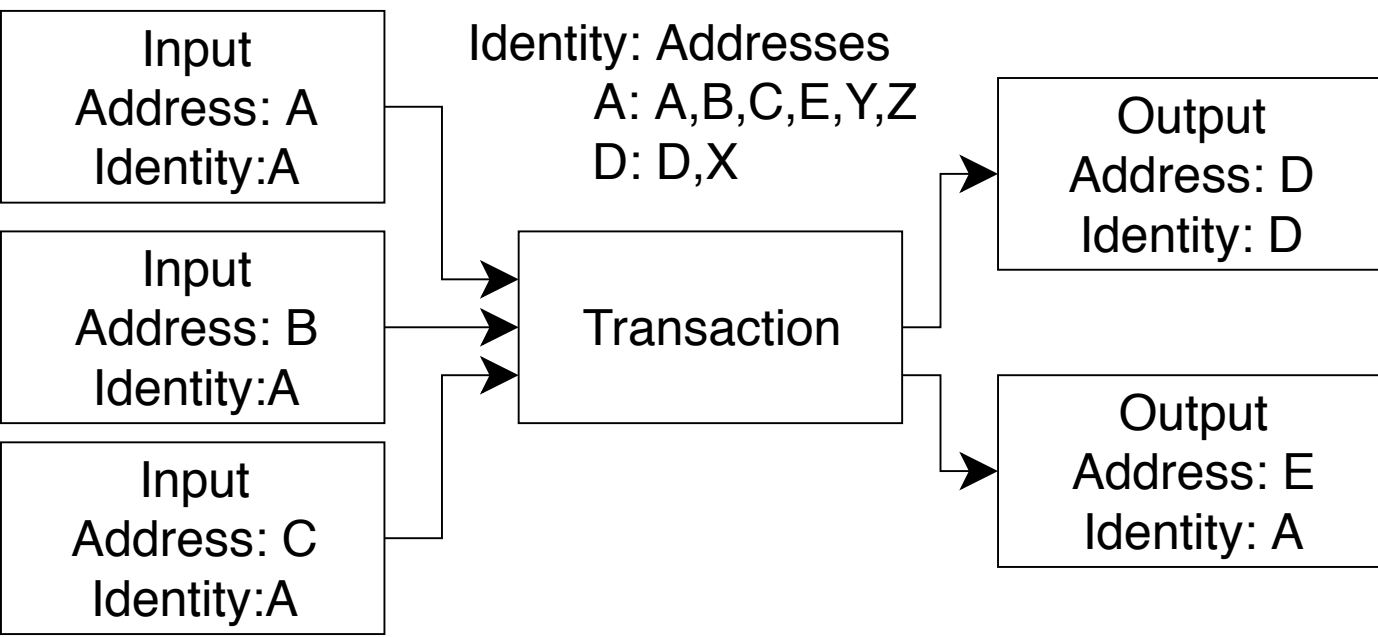 Input
Address: A
Identity:A
Input
Address: B
Identity:A
Input
Address: C
Identity:A
Identity: Addresses
A: A,B,C,E,Y,Z
D: D,X
Transaction
Output
Address: D
Identity: D
Output
Address: E
Identity: A